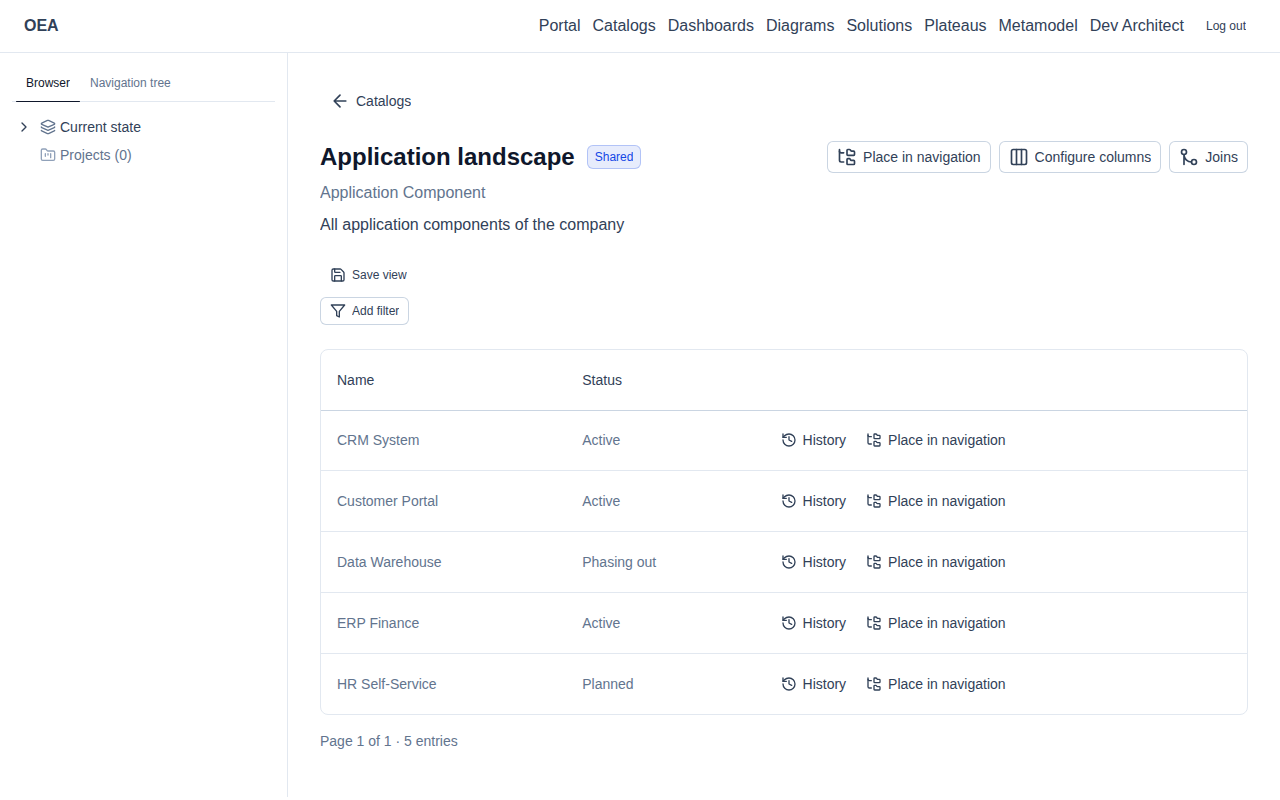 OEA
Portal Catalogs Dashboards Diagrams Solutions Plateaus Metamodel Dev Architect Log out
Browser Navigation tree
Current state
Projects (0)
Catalogs
Application landscape Shared
Place in navigation Configure columns Joins
Application Component
All application components of the company
Save view
Add filter
Name Status
CRM System Active History Place in navigation
Customer Portal Active History Place in navigation
Data Warehouse Phasing out History Place in navigation
ERP Finance Active History Place in navigation
HR Self-Service Planned History Place in navigation
Page 1 of 1 · 5 entries